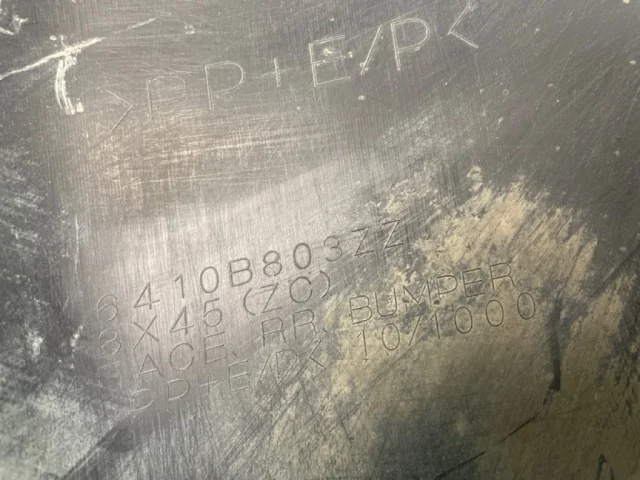 >PP+E/P<
6410B803ZZ
8X45(ZC)
FACE, RR BUMPER
PP+E/P< 10/1000